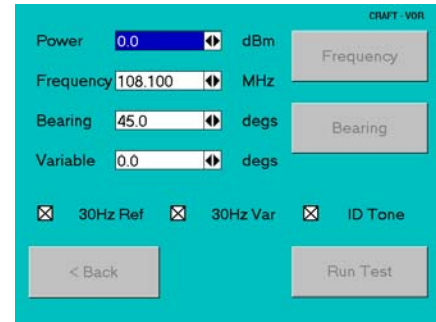 CRAFT - VOR
Power 0.0 dBm
Frequency
Frequency 108.100 MHz
Bearing 45.0 degs
Bearing
Variable 0.0 degs
30Hz Ref 30Hz Var ID Tone
< Back Run Test